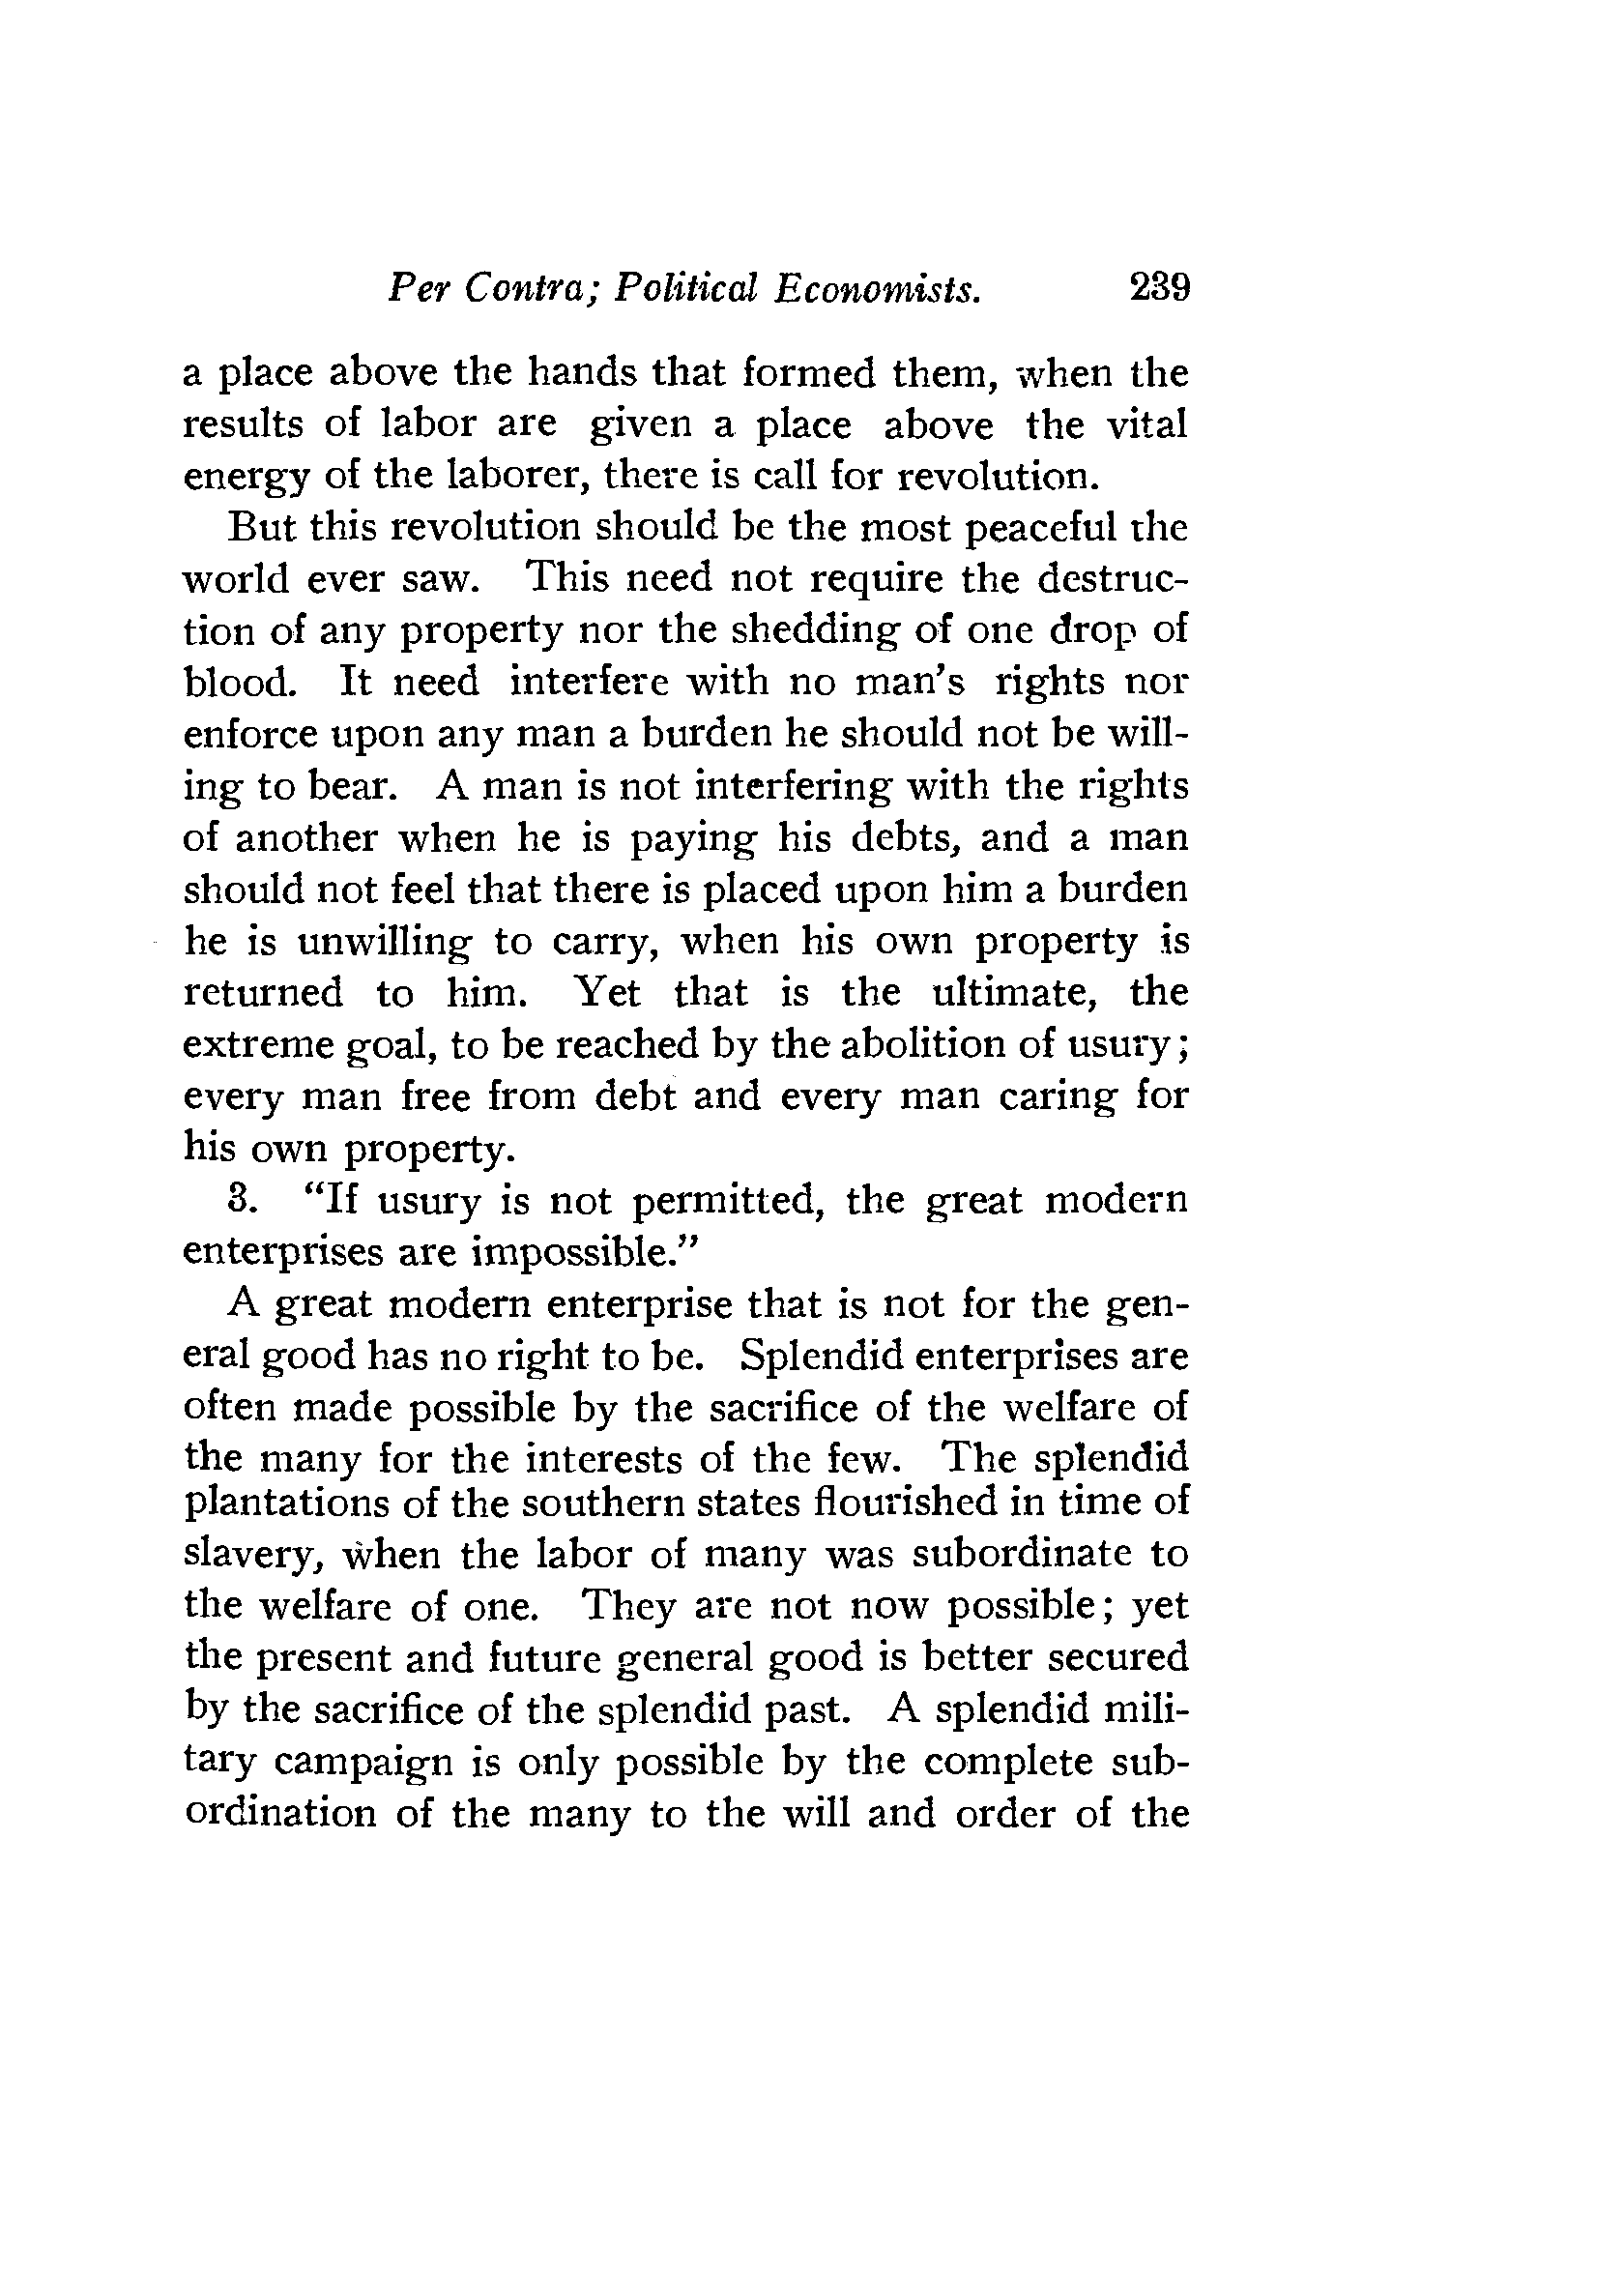 Per Contra; Political Economists. 239
a place above the hands that formed them, when the
results of labor are given a place above the vital
energy of the laborer, there is call for revolution.
But this revolution should be the most peaceful the
world ever saw. This need not require the destruc-
tion of any property nor the shedding of one drop of
blood. It need interfere with no man's rights nor
enforce upon any man a burden he should not be will-
ing to bear. A man is not interfering with the rights
of another when he is paying his debts, and a man
should not feel that there is placed upon him a burden
he is unwilling to carry, when his own property is
returned to him. Yet that is the ultimate, the
extreme goal, to be reached by the abolition of usury;
every man free from debt and every man caring for
his own property.
3. “If usury is not permitted, the great modern
enterprises are impossible.”
A great modern enterprise that is not for the gen-
eral good has no right to be. Splendid enterprises are
often made possible by the sacrifice of the welfare of
the many for the interests of the few. The splendid
plantations of the southern states flourished in time of
slavery, when the labor of many was subordinate to
the welfare of one. They are not now possible; yet
the present and future general good is better secured
by the sacrifice of the splendid past. A splendid mili-
tary campaign is only possible by the complete sub-
ordination of the many to the will and order of the